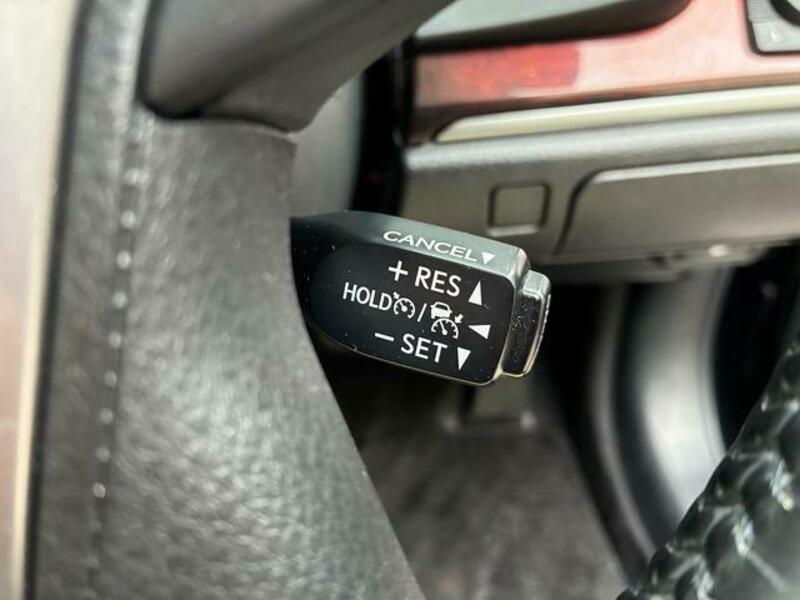 CANCEL▼
+ RES ▲
HOLD / ◀
− SET ▼